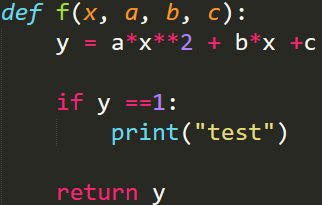 def f(x, a, b, c):
    y = a*x**2 + b*x +c

    if y ==1:
        print("test")

    return y